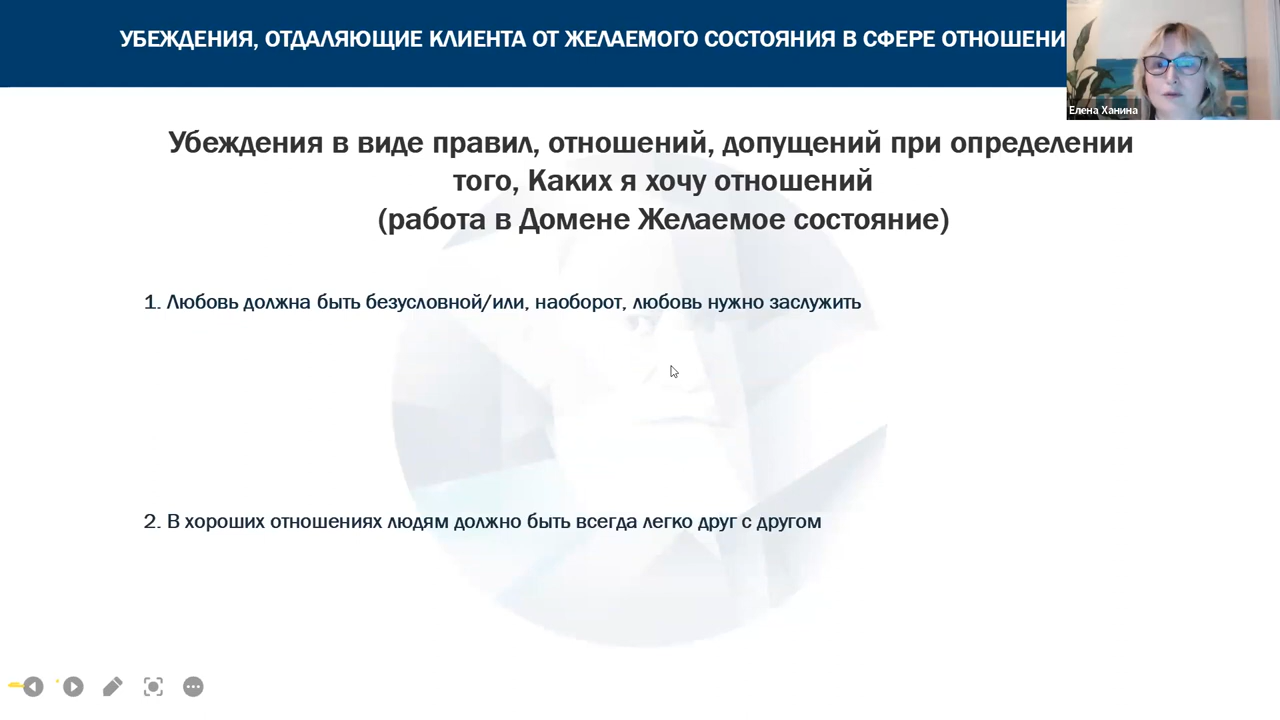 УБЕЖДЕНИЯ, ОТДАЛЯЮЩИЕ КЛИЕНТА ОТ ЖЕЛАЕМОГО СОСТОЯНИЯ В СФЕРЕ ОТНОШЕНИ
Елена Ханина
Убеждения в виде правил, отношений, допущений при определении
того, Каких я хочу отношений
(работа в Домене Желаемое состояние)
1. Любовь должна быть безусловной/или, наоборот, любовь нужно заслужить
2. В хороших отношениях людям должно быть всегда легко друг с другом